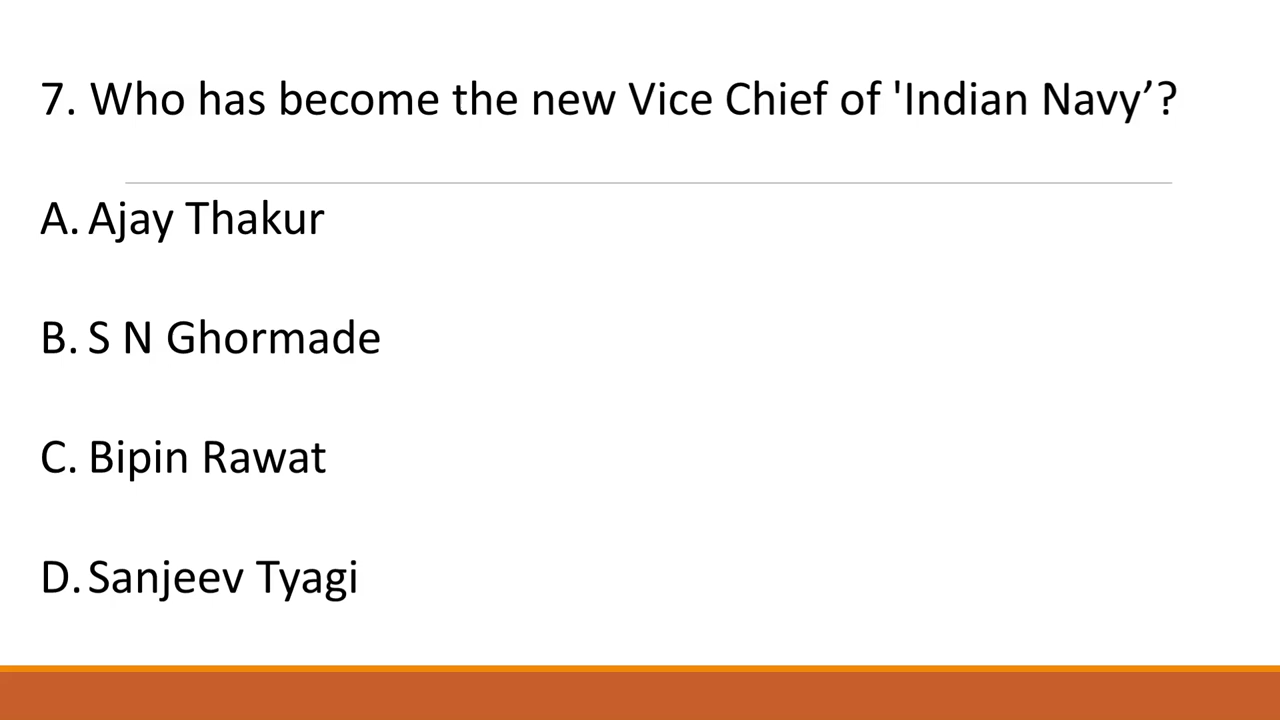 7. Who has become the new Vice Chief of 'Indian Navy’?
A. Ajay Thakur
B. S N Ghormade
C. Bipin Rawat
D. Sanjeev Tyagi